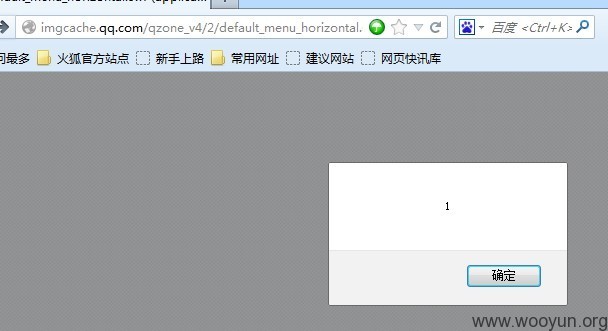 imgcache.qq.com/qzone_v4/2/default_menu_horizontal.
百度 <Ctrl+K>
问最多 火狐官方站点 新手上路 常用网址 建议网站 网页快讯库
1
确定
www.wooyun.org